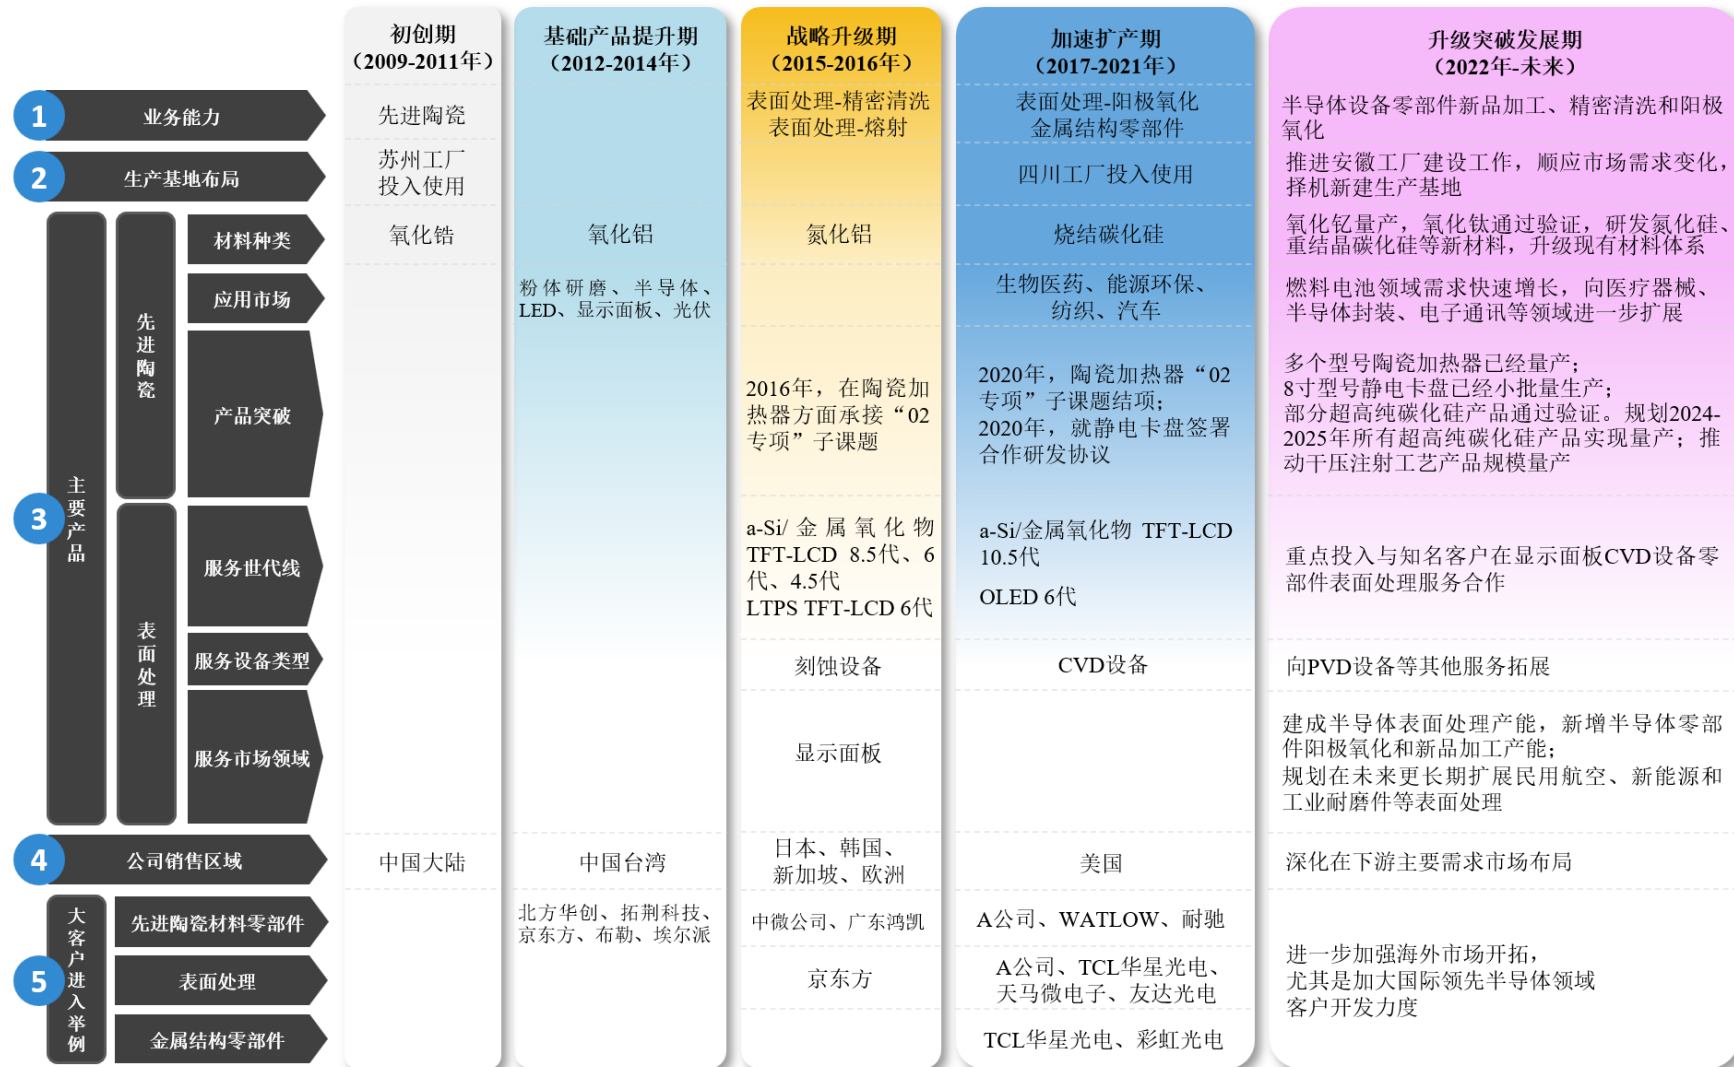 初创期
（2009-2011年）
基础产品提升期
（2012-2014年）
战略升级期
（2015-2016年）
加速扩产期
（2017-2021年）
升级突破发展期
（2022年-未来）
1
业务能力
先进陶瓷
表面处理-精密清洗
表面处理-熔射
表面处理-阳极氧化
金属结构零部件
半导体设备零部件新品加工、精密清洗和阳极
氧化
2
生产基地布局
苏州工厂
投入使用
四川工厂投入使用
推进安徽工厂建设工作，顺应市场需求变化，
择机新建生产基地
3
主要产品
先进陶瓷
材料种类
氧化锆
氧化铝
氮化铝
烧结碳化硅
氧化钇量产，氧化钛通过验证，研发氮化硅、
重结晶碳化硅等新材料，升级现有材料体系
应用市场
粉体研磨、半导体、
LED、显示面板、光伏
生物医药、能源环保、
纺织、汽车
燃料电池领域需求快速增长，向医疗器械、
半导体封装、电子通讯等领域进一步扩展
产品突破
2016年，在陶瓷加
热器方面承接“02
专项”子课题
2020年，陶瓷加热器“02
专项”子课题结项；
2020年，就静电卡盘签署
合作研发协议
多个型号陶瓷加热器已经量产；
8寸型号静电卡盘已经小批量生产；
部分超高纯碳化硅产品通过验证。规划2024-
2025年所有超高纯碳化硅产品实现量产；推
动干压注射工艺产品规模量产
表面处理
服务世代线
a-Si/金属氧化物
TFT-LCD 8.5代、6
代、4.5代
LTPS TFT-LCD 6代
a-Si/金属氧化物 TFT-LCD
10.5代
OLED 6代
重点投入与知名客户在显示面板CVD设备零
部件表面处理服务合作
服务设备类型
刻蚀设备
CVD设备
向PVD设备等其他服务拓展
服务市场领域
显示面板
建成半导体表面处理产能，新增半导体零部
件阳极氧化和新品加工产能；
规划在未来更长期扩展民用航空、新能源和
工业耐磨件等表面处理
4
公司销售区域
中国大陆
中国台湾
日本、韩国、
新加坡、欧洲
美国
深化在下游主要需求市场布局
5
大客户进入举例
先进陶瓷材料零部件
北方华创、拓荆科技、
京东方、布勒、埃尔派
中微公司、广东鸿凯
A公司、WATLOW、耐驰
表面处理
京东方
A公司、TCL华星光电、
天马微电子、友达光电
金属结构零部件
TCL华星光电、彩虹光电
进一步加强海外市场开拓，
尤其是加大国际领先半导体领域
客户开发力度